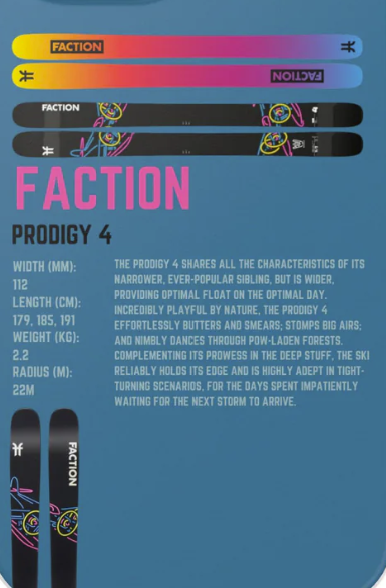 FACTION
FACTION
FACTION
FACTION
PRODIGY 4
WIDTH (MM):
112
LENGTH (CM):
179, 185, 191
WEIGHT (KG):
2.2
RADIUS (M):
22M
THE PRODIGY 4 SHARES ALL THE CHARACTERISTICS OF ITS
NARROWER, EVER-POPULAR SIBLING, BUT IS WIDER,
PROVIDING OPTIMAL FLOAT ON THE OPTIMAL DAY.
INCREDIBLY PLAYFUL BY NATURE, THE PRODIGY 4
EFFORTLESSLY BUTTERS AND SMEARS; STOMPS BIG AIRS;
AND NIMBLY DANCES THROUGH POW-LADEN FORESTS.
COMPLEMENTING ITS PROWESS IN THE DEEP STUFF, THE SKI
RELIABLY HOLDS ITS EDGE AND IS HIGHLY ADEPT IN TIGHT-
TURNING SCENARIOS, FOR THE DAYS SPENT IMPATIENTLY
WAITING FOR THE NEXT STORM TO ARRIVE.
FACTION